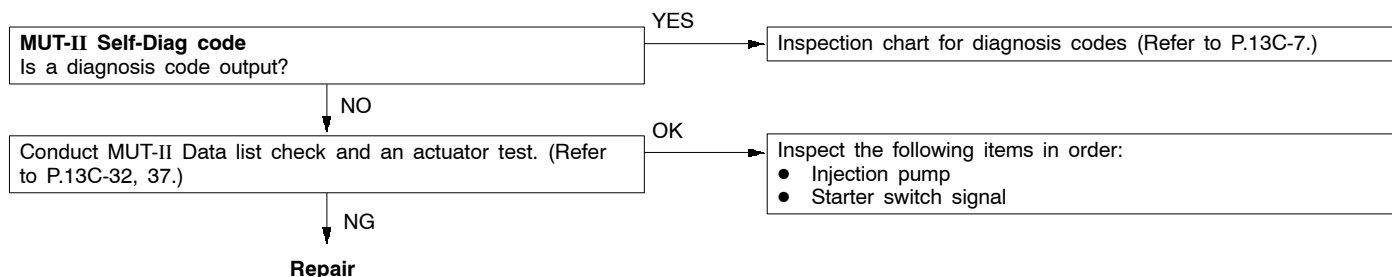 YES
MUT-II Self-Diag code
Is a diagnosis code output?
Inspection chart for diagnosis codes (Refer to P.13C-7.)
NO
OK
Conduct MUT-II Data list check and an actuator test. (Refer
to P.13C-32, 37.)
Inspect the following items in order:
● Injection pump
● Starter switch signal
NG
Repair